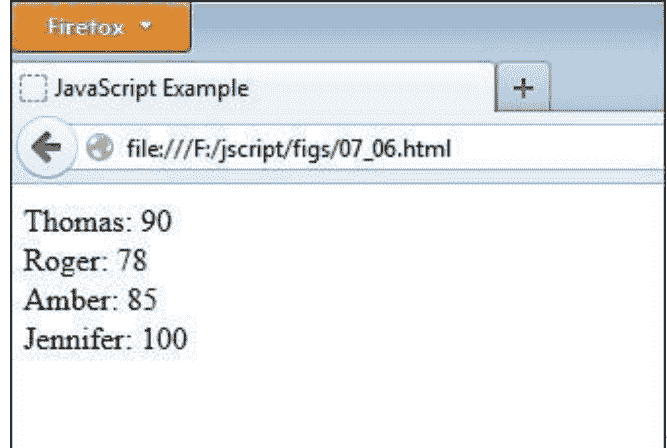 Firefox
JavaScript Example
+
file:///F:/jscript/figs/07_06.html
Thomas: 90
Roger: 78
Amber: 85
Jennifer: 100